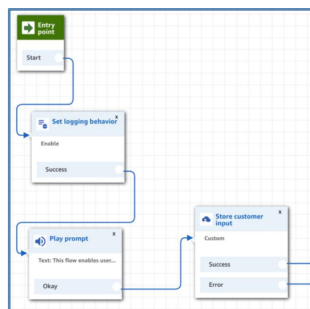 Entry
point
Start
x
Set logging behavior
Enable
Success
x
Play prompt
Text: This flow enables user...
Okay
x
Store customer
input
Custom
Success
Error